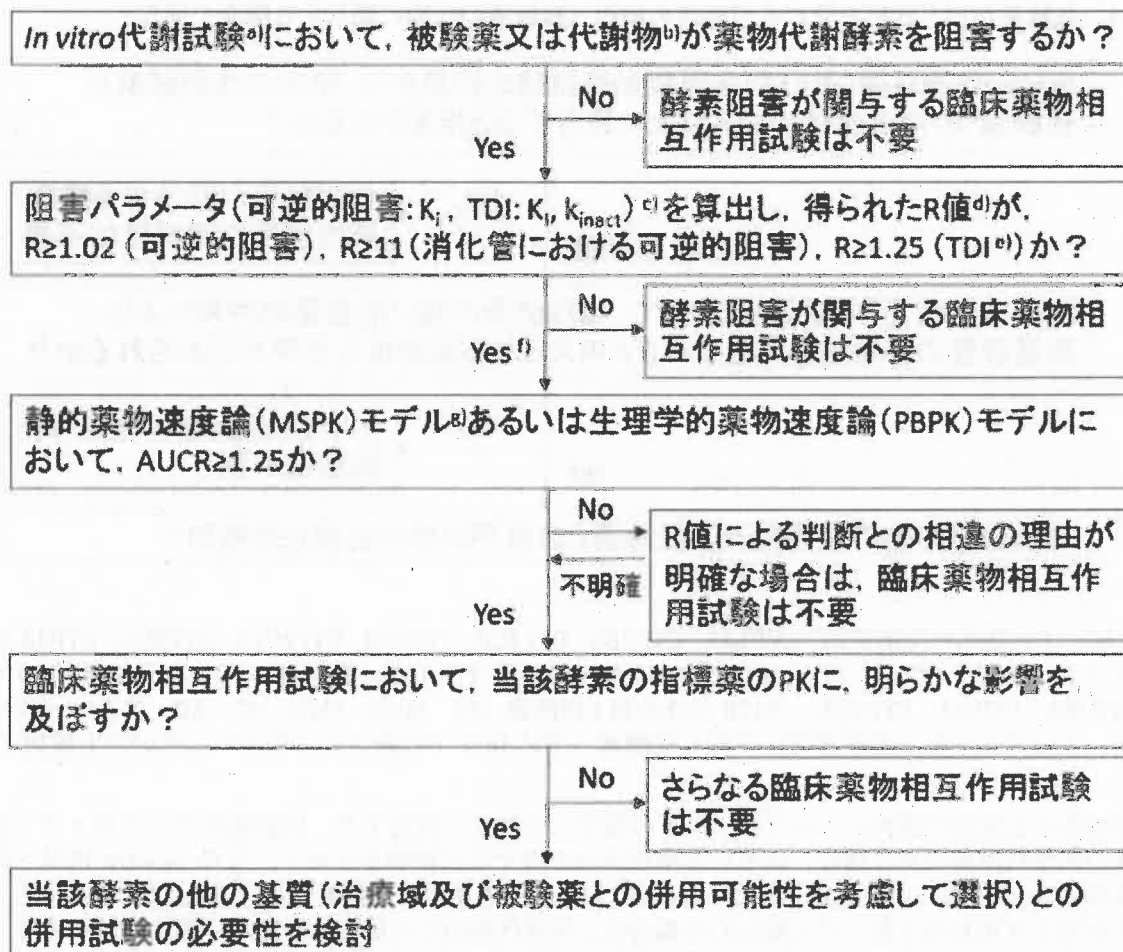 In vitro代謝試験a)において, 被験薬又は代謝物b)が薬物代謝酵素を阻害するか？
No
酵素阻害が関与する臨床薬物相
互作用試験は不要
Yes
阻害パラメータ(可逆的阻害：Ki, TDI：KI, kinact) c)を算出し, 得られたR値d)が,
R≥1.02 (可逆的阻害), R≥11(消化管における可逆的阻害), R≥1.25 (TDIe))か？
No
酵素阻害が関与する臨床薬物相
互作用試験は不要
Yes f)
静的薬物速度論(MSPK)モデルg)あるいは生理学的薬物速度論(PBPK)モデルに
おいて, AUCR≥1.25か？
No
R値による判断との相違の理由が
明確な場合は, 臨床薬物相互作
用試験は不要
不明確
Yes
臨床薬物相互作用試験において, 当該酵素の指標薬のPKに, 明らかな影響を
及ぼすか？
No
さらなる臨床薬物相互作用試験
は不要
Yes
当該酵素の他の基質(治療域及び被験薬との併用可能性を考慮して選択)との
併用試験の必要性を検討